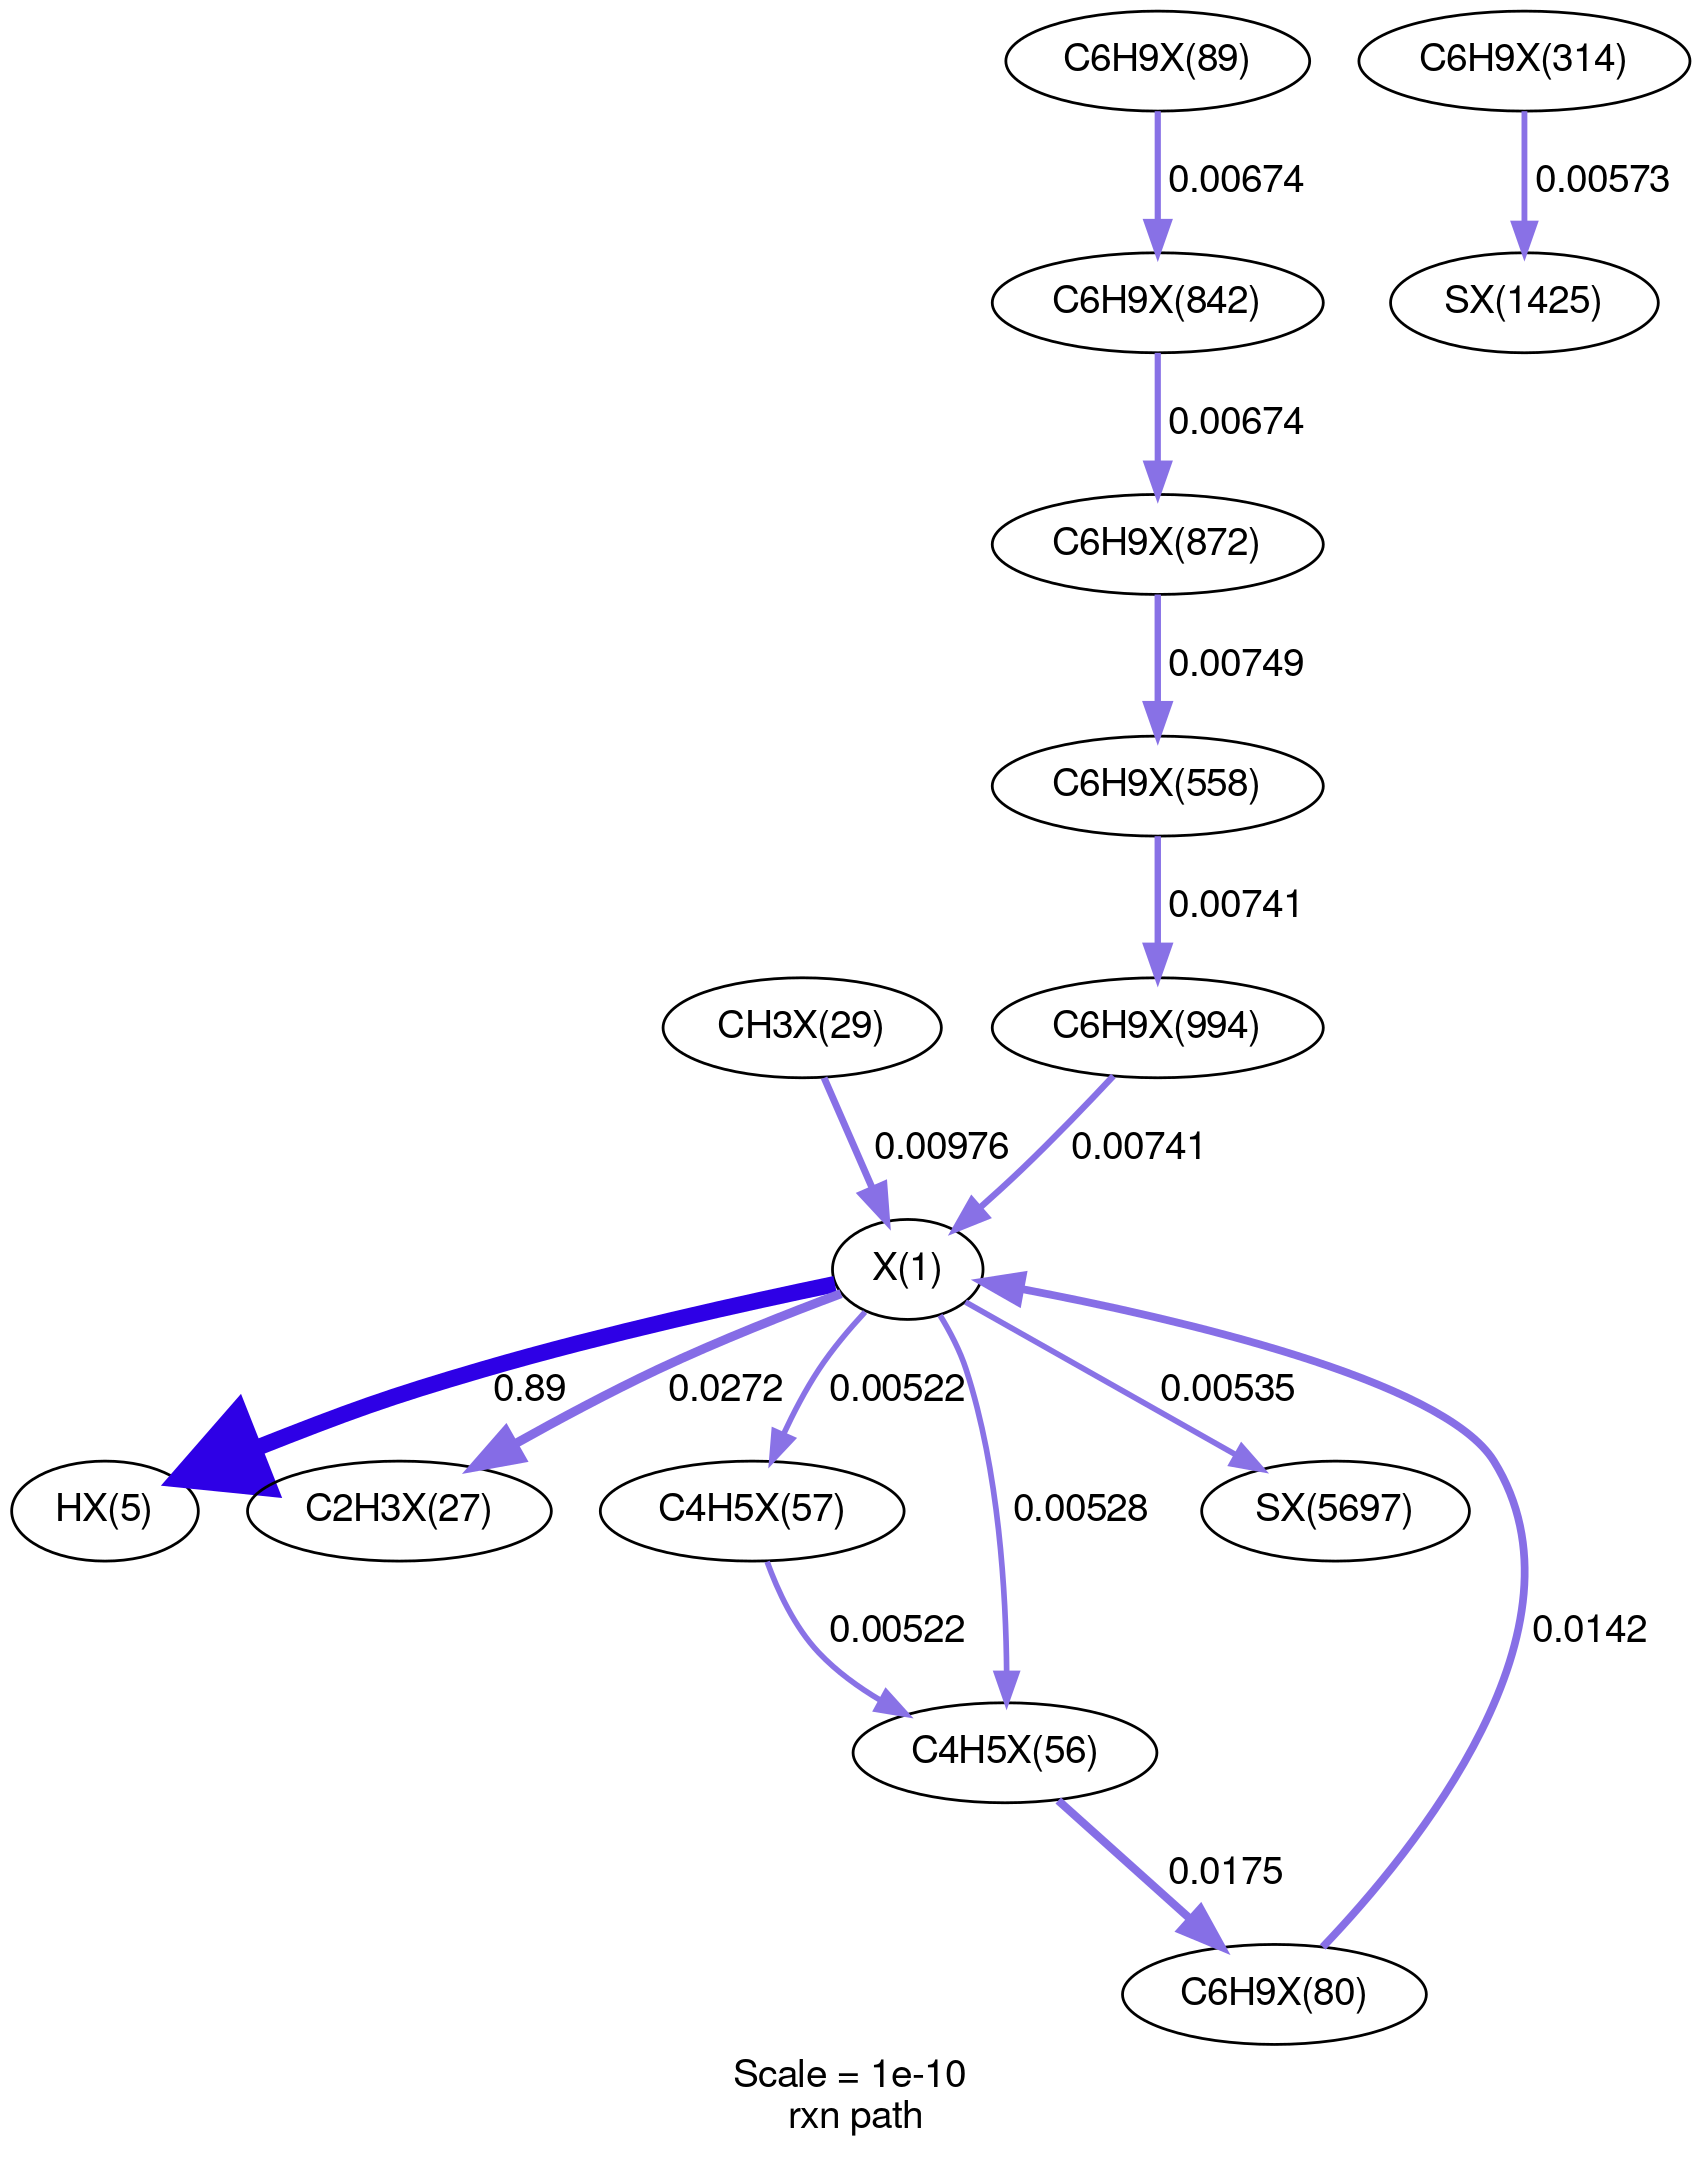 C6H9X(89)
C6H9X(314)
0.00674
0.00573
C6H9X(842)
SX(1425)
0.00674
C6H9X(872)
0.00749
C6H9X(558)
0.00741
CH3X(29)
C6H9X(994)
0.00976
0.00741
X(1)
0.89
0.0272
0.00522
0.00535
HX(5)
C2H3X(27)
C4H5X(57)
0.00528
SX(5697)
0.00522
0.0142
C4H5X(56)
0.0175
C6H9X(80)
Scale = 1e-10
rxn path